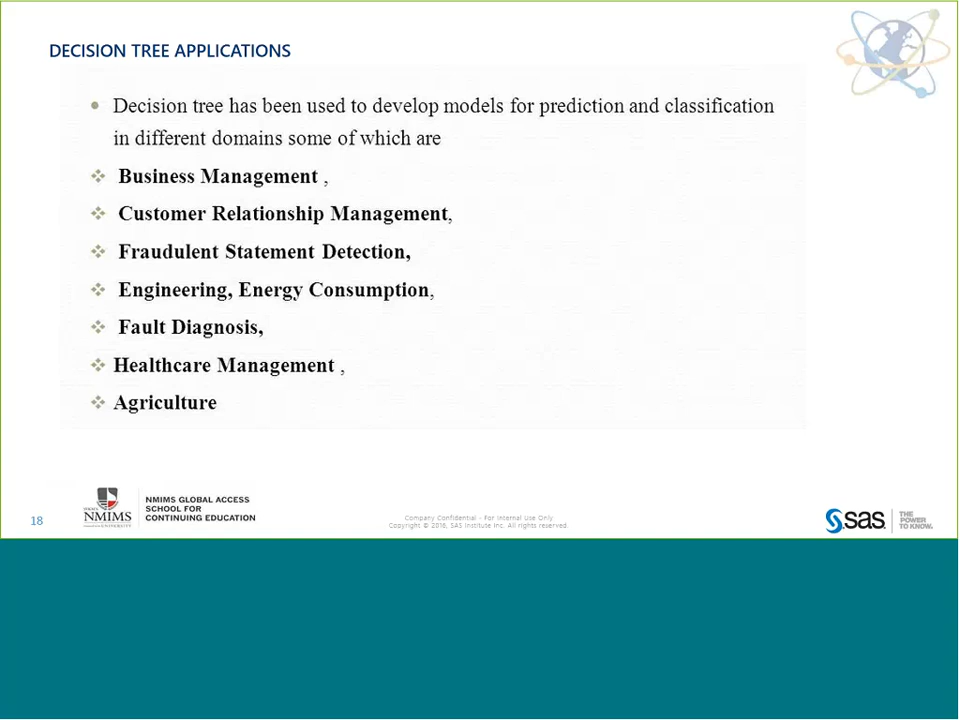 DECISION TREE APPLICATIONS
Decision tree has been used to develop models for prediction and classification
in different domains some of which are
Business Management ,
Customer Relationship Management,
Fraudulent Statement Detection,
Engineering, Energy Consumption,
Fault Diagnosis,
Healthcare Management ,
Agriculture
18
NMIMS
NMIMS GLOBAL ACCESS
SCHOOL FOR
CONTINUING EDUCATION
Company Confidential - For Internal Use Only
Copyright © 2016, SAS Institute Inc. All rights reserved.
sas
THE
POWER
TO KNOW.